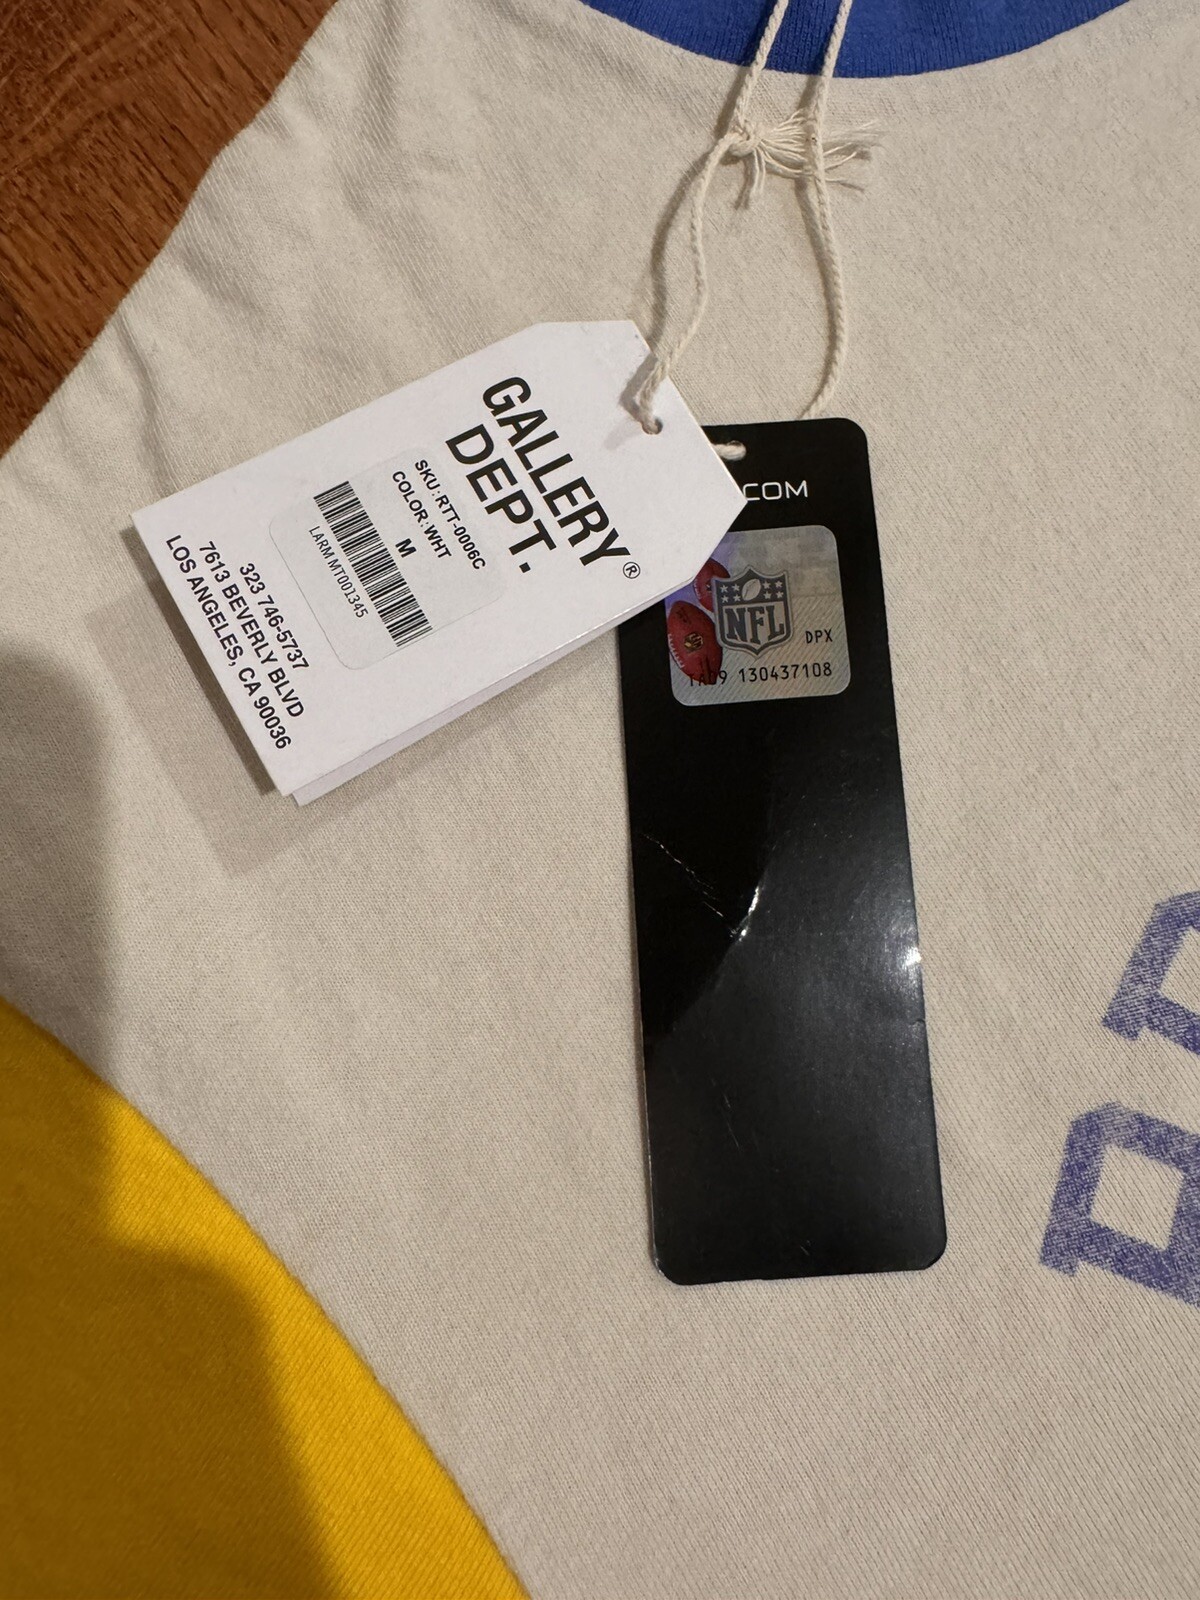 GALLERY
DEPT.®
SKU:RTT-0006C
COLOR:WHT
M
LARM MT001345
323 746-5737
7613 BEVERLY BLVD
LOS ANGELES, CA 90036
.COM
NFL
DPX
130437108